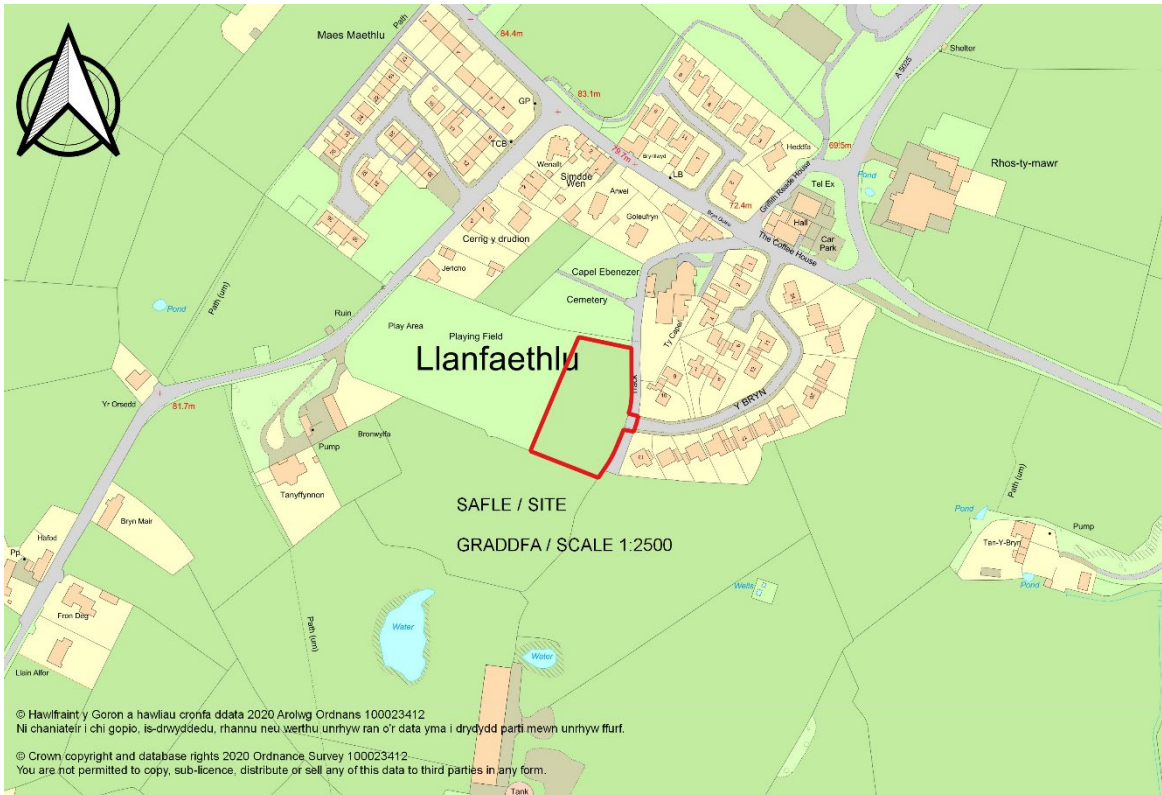 Maes Maethlu
Path
84.4m
A 5025
Shelter
GP
83.1m
TCB
Wenallt
Simdde
Wen
79.7m
Bryllwyd
LB
Heddfa
69.5m
Rhos-ty-mawr
Arwel
Goleufryn
72.4m
Griffith Reade House
Tel Ex
Pond
Hall
Car
Park
The Coffee House
Cerrig y drudion
Jericho
Capel Ebenezer
Cemetery
Path (um)
Pond
Ruin
Play Area
Playing Field
Llanfaethlu
Ty Capel
Track
Y BRYN
Yr Orsedd
81.7m
Pump
Bronwylfa
Tanyffynnon
SAFLE / SITE
GRADDFA / SCALE 1:2500
Bryn Mair
Pp
Hafod
Fron Deg
Llain Alfor
Path (um)
Water
Water
Wells
Path (um)
Pond
Pump
Tan-Y-Bryn
Pond
© Hawlfraint y Goron a hawliau cronfa ddata 2020 Arolwg Ordnans 100023412
Ni chaniateir i chi gopio, is-drwyddedu, rhannu neu werthu unrhyw ran o'r data yma i drydydd parti mewn unrhyw ffurf.
© Crown copyright and database rights 2020 Ordnance Survey 100023412
You are not permitted to copy, sub-licence, distribute or sell any of this data to third parties in any form.
Tank